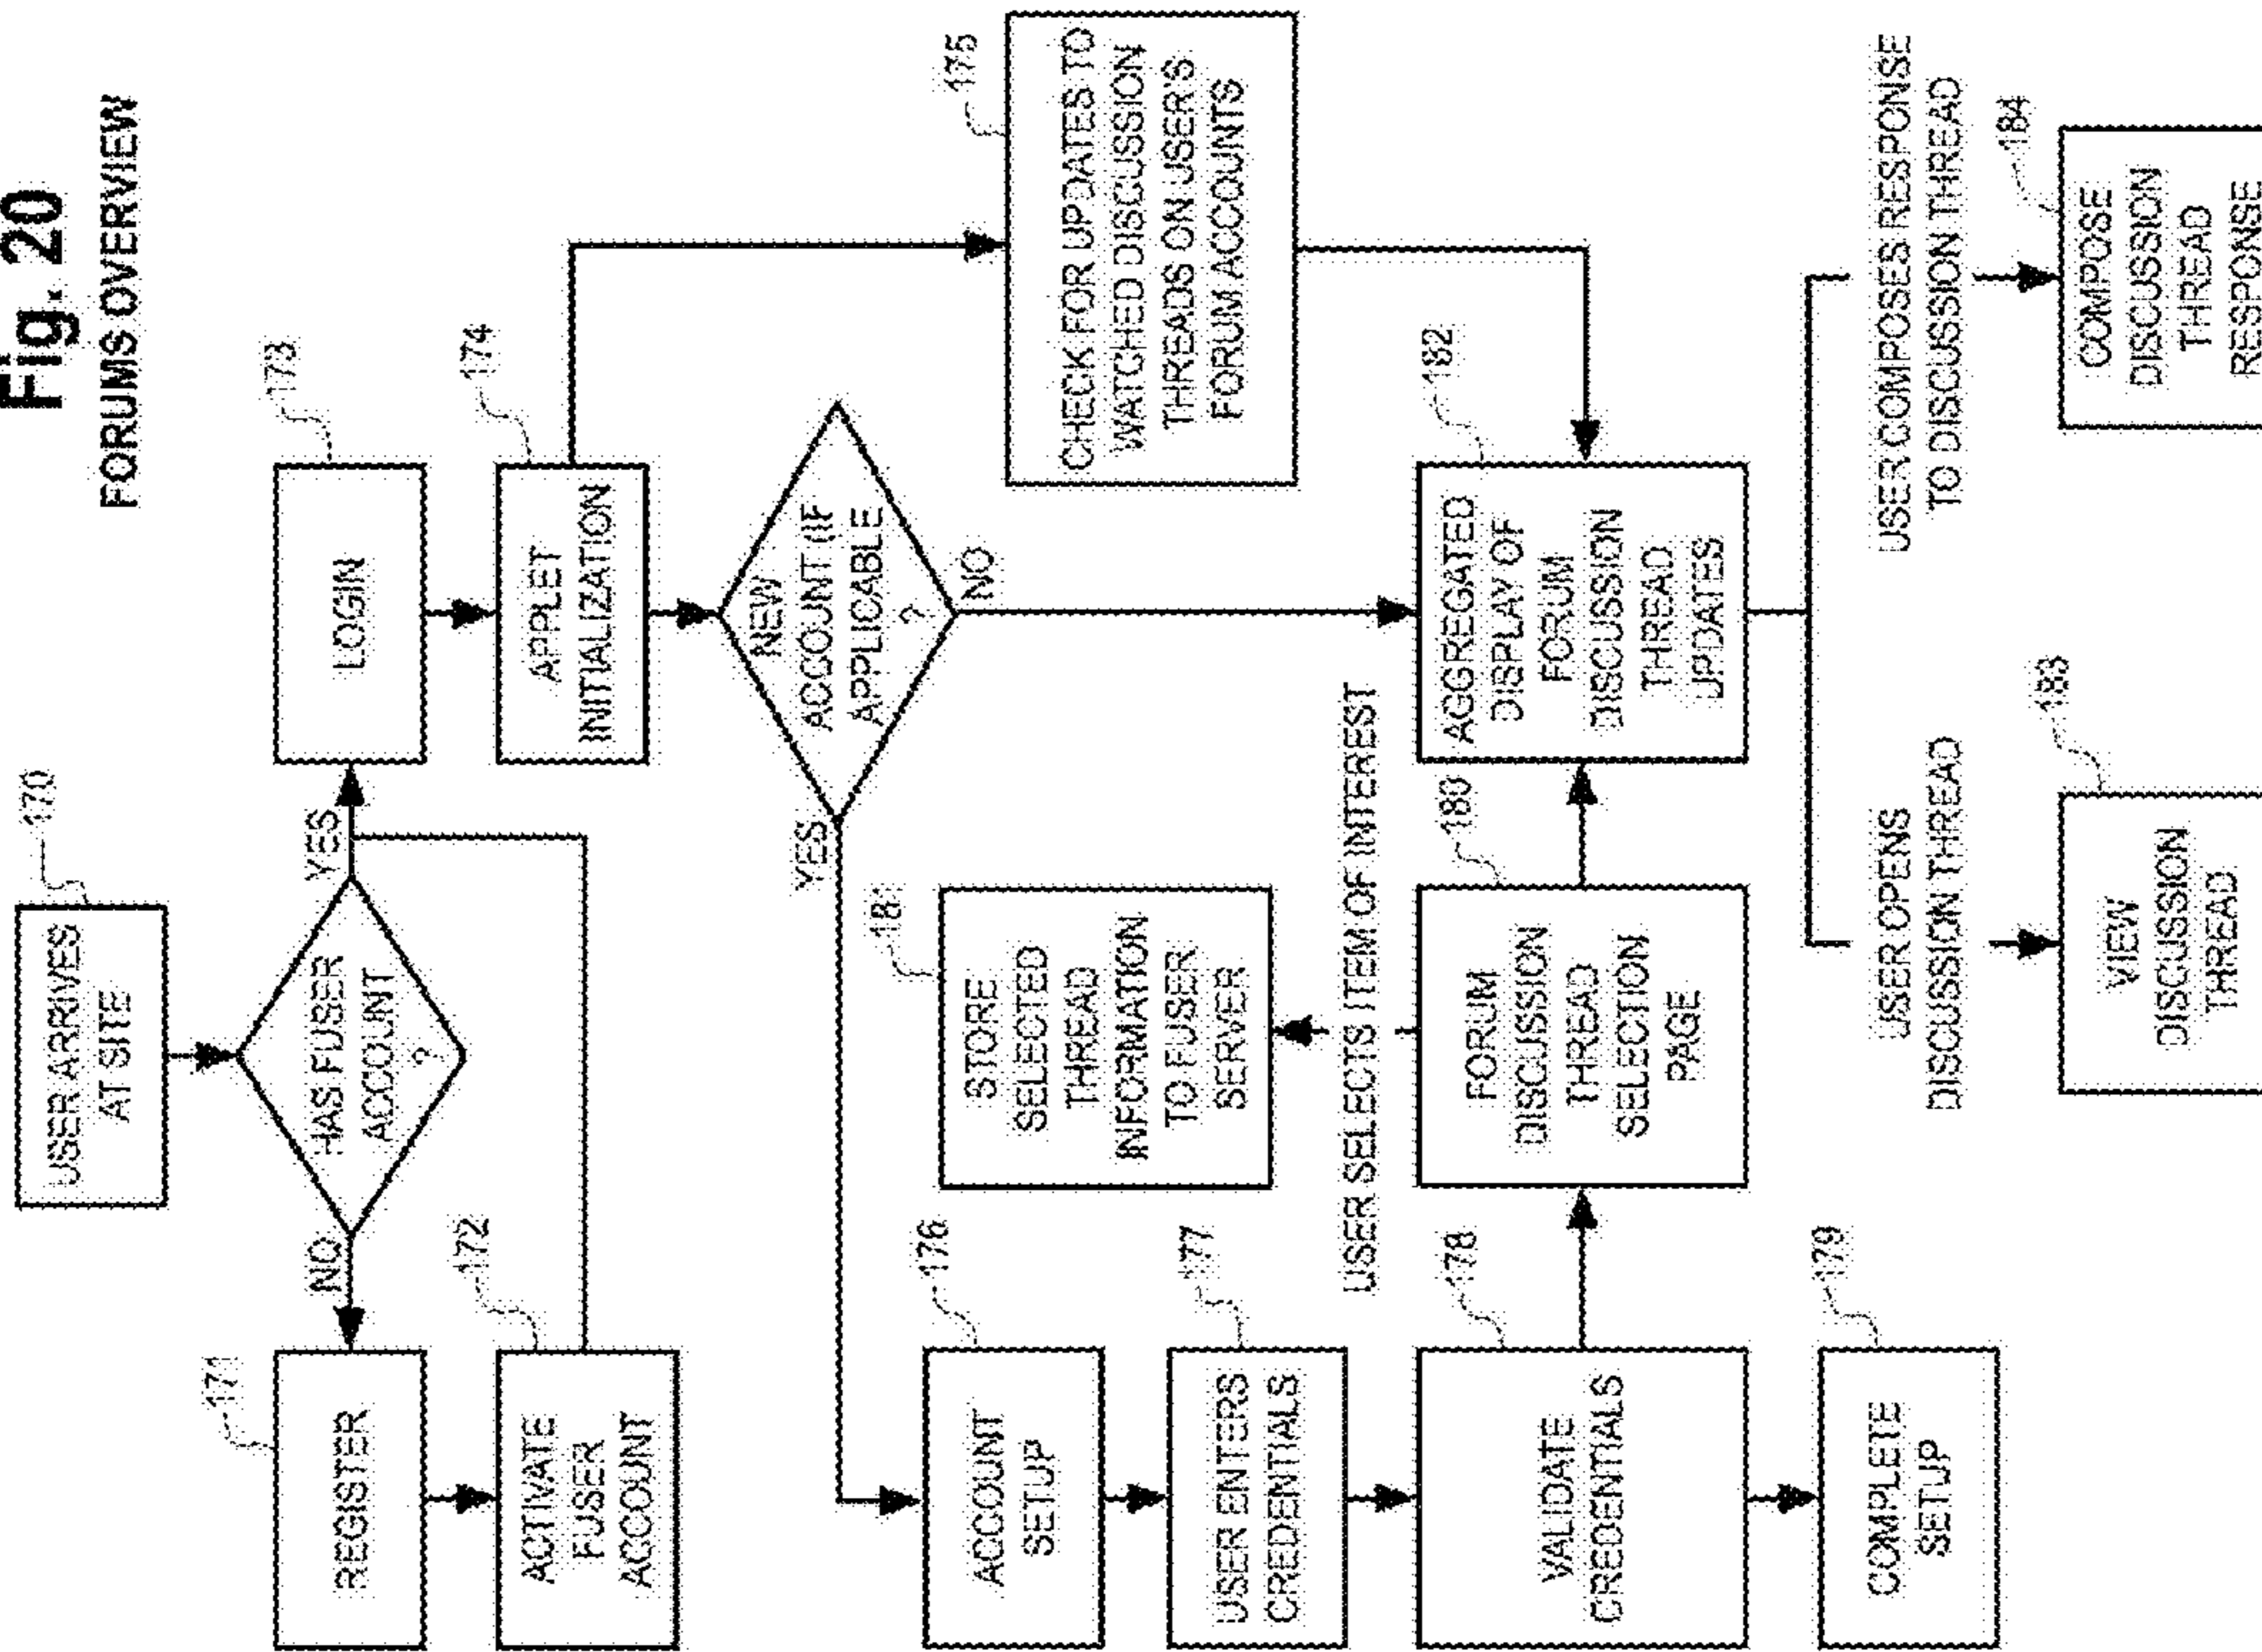 Fig. 20
FORUMS OVERVIEW
170
USER ARRIVES
AT SITE
HAS FUSER
ACCOUNT
?
NO
YES
171
REGISTER
172
ACTIVATE
FUSER
ACCOUNT
173
LOGIN
174
APPLET
INITIALIZATION
NEW
ACCOUNT (IF
APPLICABLE
?
YES
NO
175
CHECK FOR UPDATES TO
WATCHED DISCUSSION
THREADS ON USER'S
FORUM ACCOUNTS
176
ACCOUNT
SETUP
177
USER ENTERS
CREDENTIALS
178
VALIDATE
CREDENTIALS
179
COMPLETE
SETUP
181
STORE
SELECTED
THREAD
INFORMATION
TO FUSER
SERVER
USER SELECTS ITEM OF INTEREST
180
FORUM
DISCUSSION
THREAD
SELECTION
PAGE
182
AGGREGATED
DISPLAY OF
FORUM
DISCUSSION
THREAD
UPDATES
USER OPENS
DISCUSSION THREAD
183
VIEW
DISCUSSION
THREAD
USER COMPOSES RESPONSE
TO DISCUSSION THREAD
184
COMPOSE
DISCUSSION
THREAD
RESPONSE